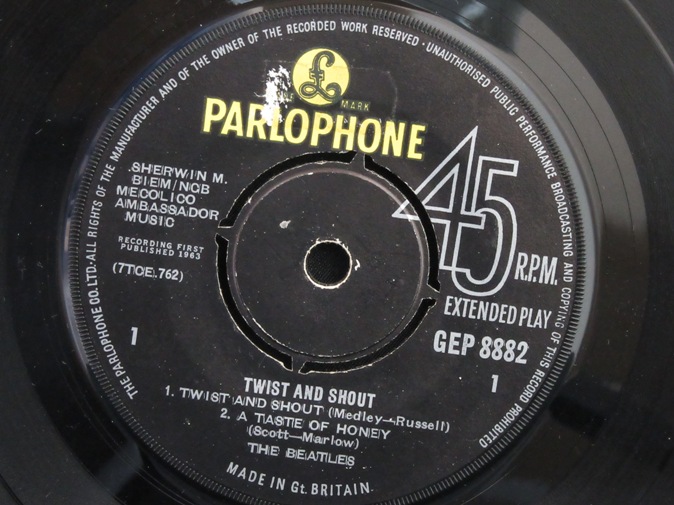 THE PARLOPHONE CO. LTD. ALL RIGHTS OF THE MANUFACTURER AND OF THE OWNER OF THE RECORDED WORK RESERVED · UNAUTHORISED PUBLIC PERFORMANCE BROADCASTING AND COPYING OF THIS RECORD PROHIBITED
£
MARK
PARLOPHONE
SHERWIN M.
BIEM/NCB
MECOLICO
AMBASSADOR
MUSIC
RECORDING FIRST
PUBLISHED 1963
(7TCE.762)
45
R.P.M.
EXTENDED PLAY
GEP 8882
1
1
TWIST AND SHOUT
1. TWIST AND SHOUT (Medley—Russell)
2. A TASTE OF HONEY
(Scott—Marlow)
THE BEATLES
MADE IN Gt. BRITAIN